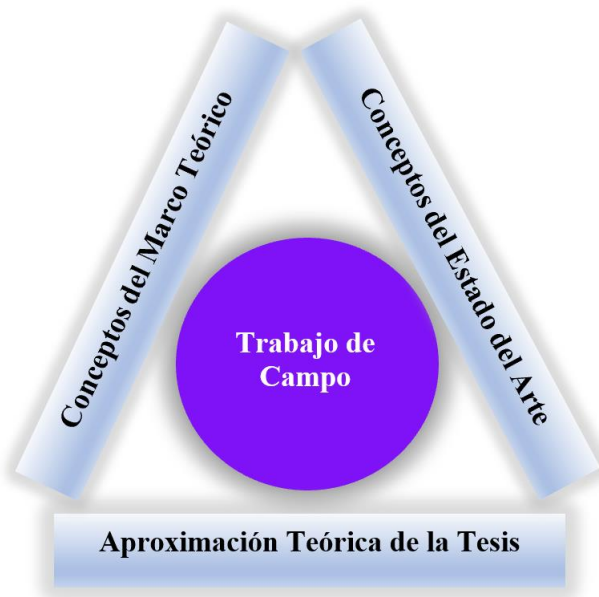 Conceptos del Marco Teórico
Conceptos del Estado del Arte
Trabajo de
Campo
Aproximación Teórica de la Tesis